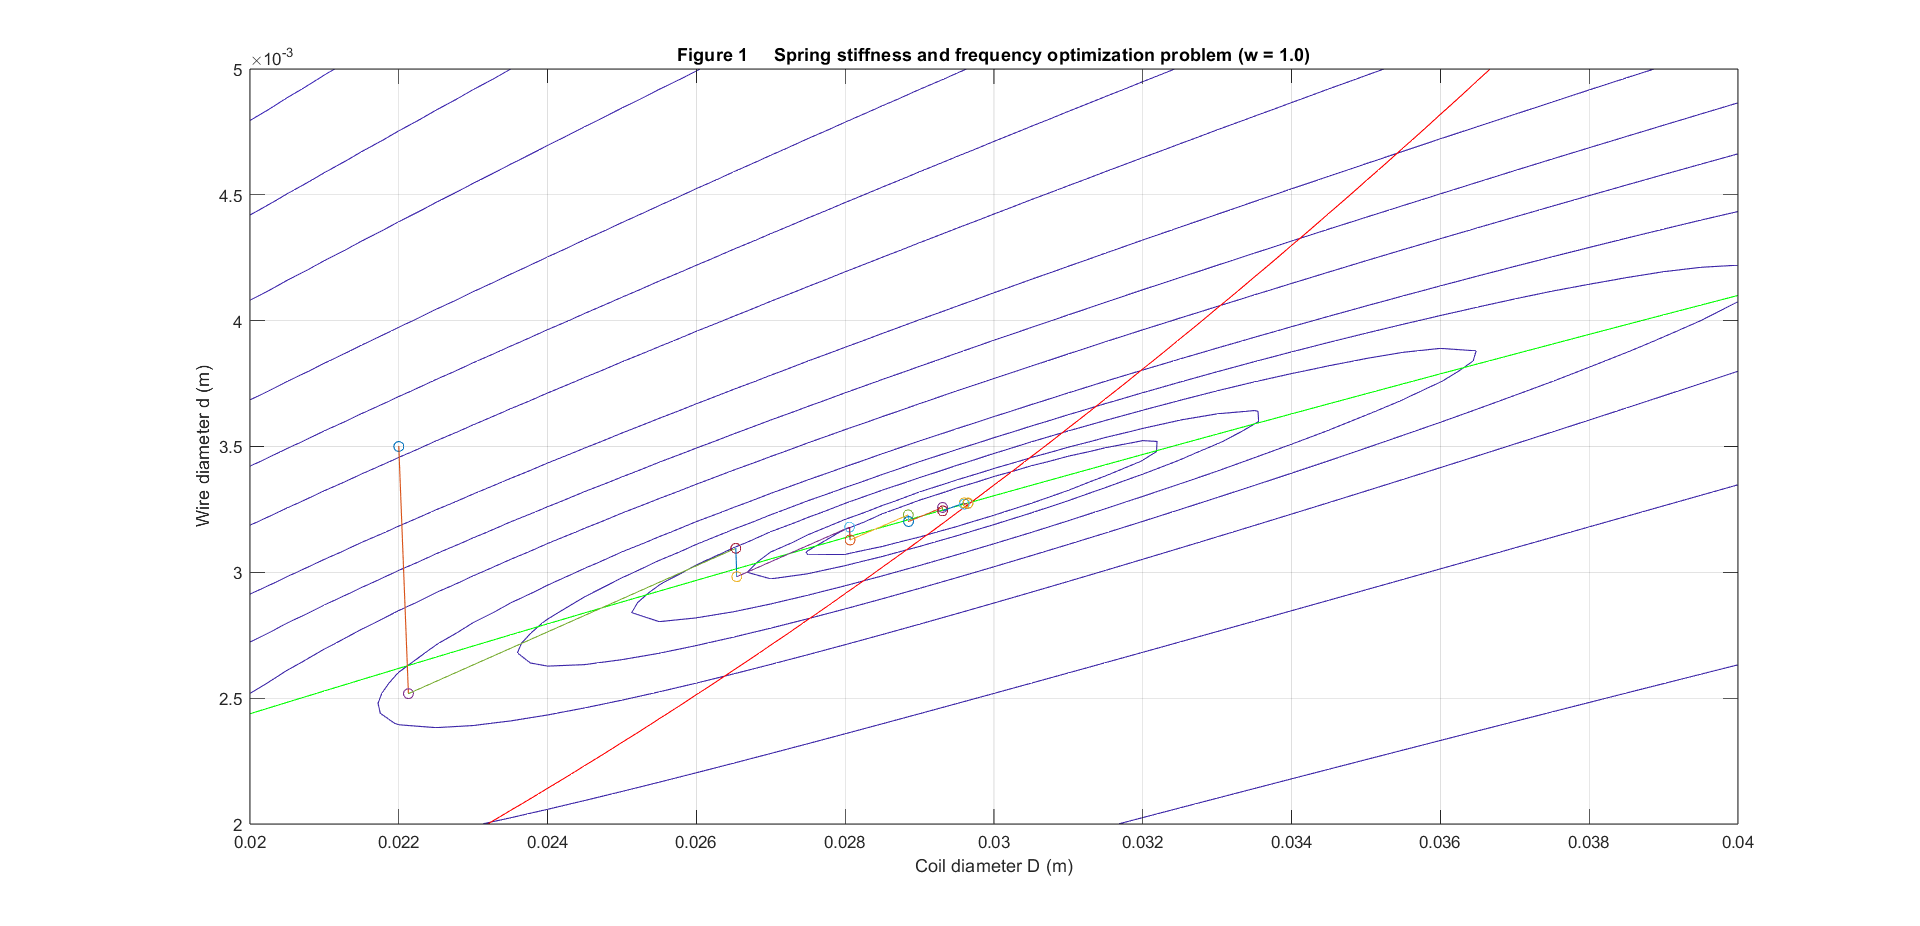 Figure 1 Spring stiffness and frequency optimization problem (w = 1.0)
×10-3
5
4.5
4
3.5
3
2.5
2
Wire diameter d (m)
0.02 0.022 0.024 0.026 0.028 0.03 0.032 0.034 0.036 0.038 0.04
Coil diameter D (m)